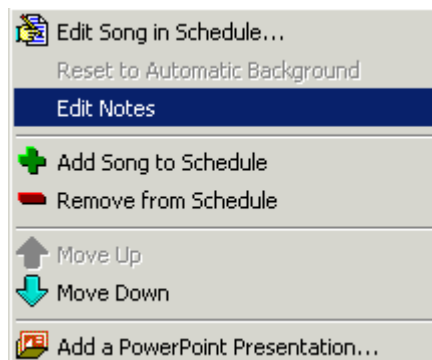 Edit Song in Schedule...
Reset to Automatic Background
Edit Notes
Add Song to Schedule
Remove from Schedule
Move Up
Move Down
Add a PowerPoint Presentation...